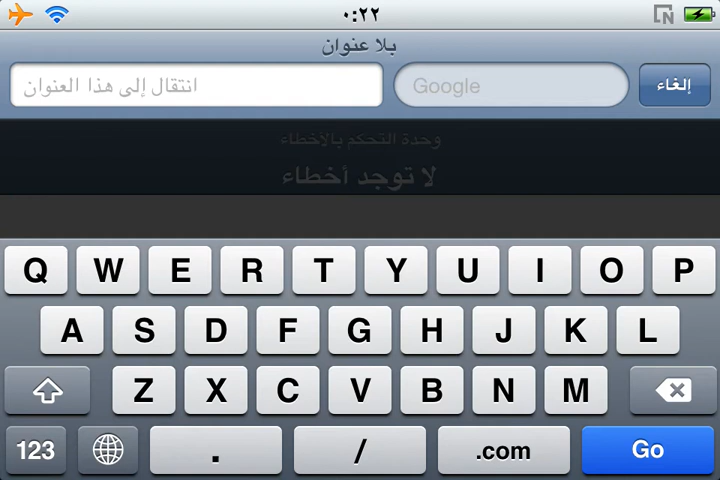 ٠:٢٢
بلا عنوان
انتقال إلى هذا العنوان
Google
إلغاء
وحدة التحكم بالأخطاء
لا توجد أخطاء
Q W E R T Y U I O P
A S D F G H J K L
Z X C V B N M
123 . / .com Go